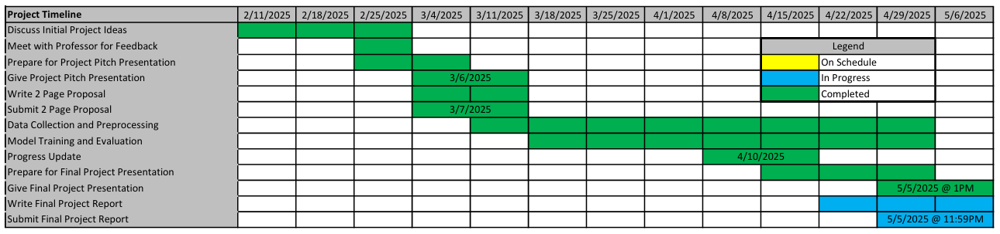 Project Timeline 2/11/2025 2/18/2025 2/25/2025 3/4/2025 3/11/2025 3/18/2025 3/25/2025 4/1/2025 4/8/2025 4/15/2025 4/22/2025 4/29/2025 5/6/2025
Discuss Initial Project Ideas
Meet with Professor for Feedback Legend
Prepare for Project Pitch Presentation On Schedule
Give Project Pitch Presentation 3/6/2025 In Progress
Write 2 Page Proposal Completed
Submit 2 Page Proposal 3/7/2025
Data Collection and Preprocessing
Model Training and Evaluation
Progress Update 4/10/2025
Prepare for Final Project Presentation
Give Final Project Presentation 5/5/2025 @ 1PM
Write Final Project Report
Submit Final Project Report 5/5/2025 @ 11:59PM